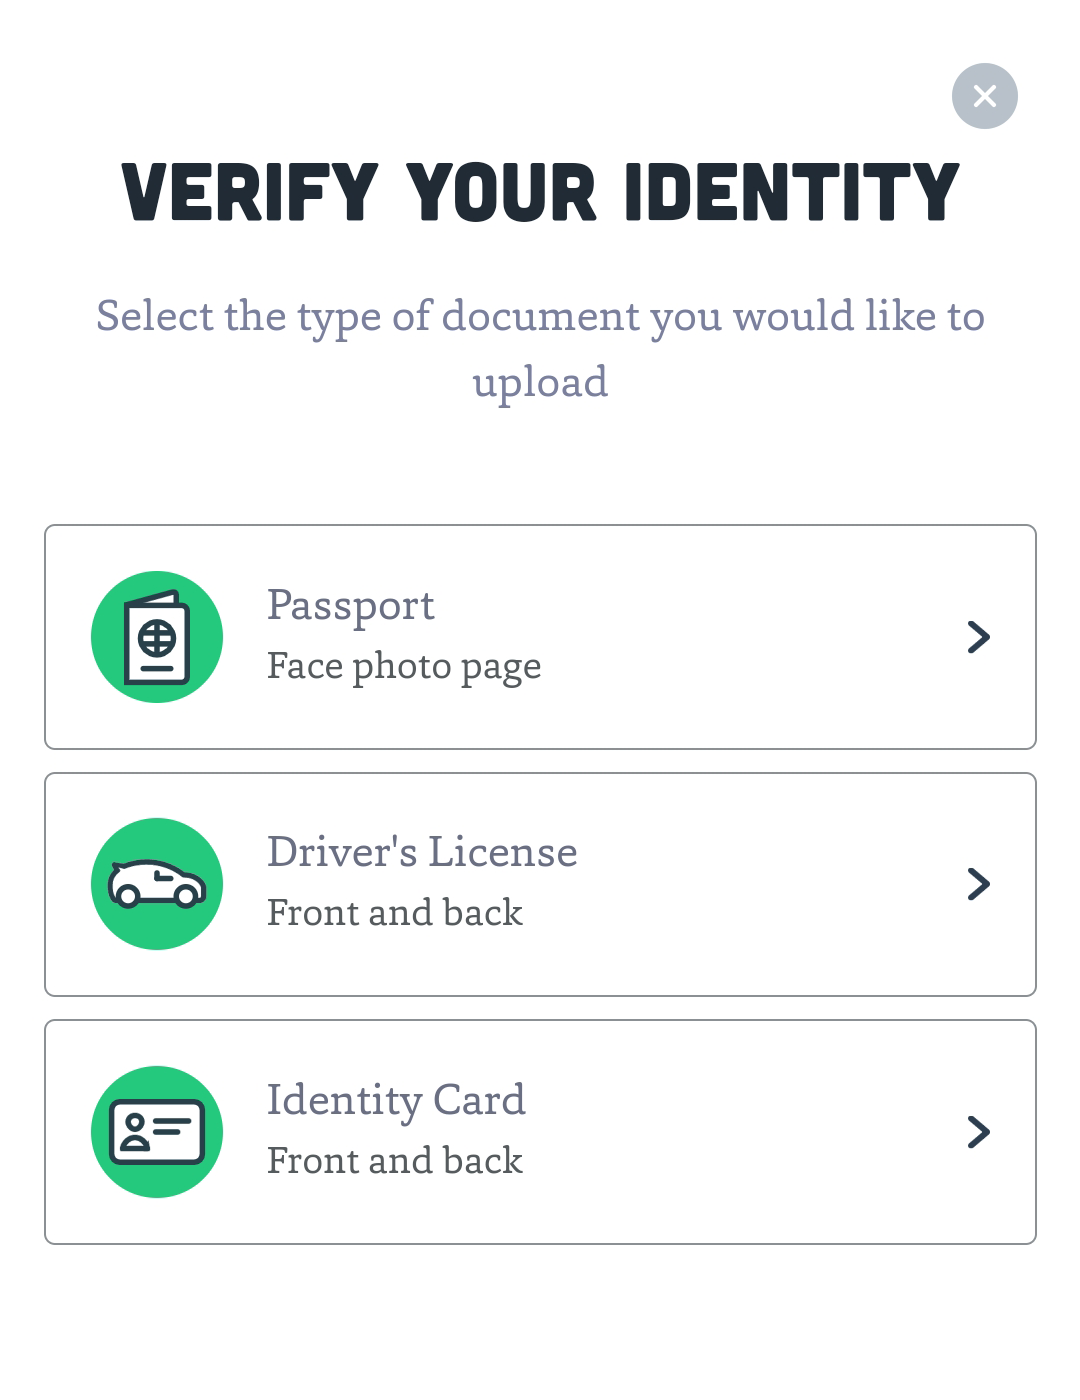 VERIFY YOUR IDENTITY
Select the type of document you would like to
upload
Passport
Face photo page
Driver's License
Front and back
Identity Card
Front and back